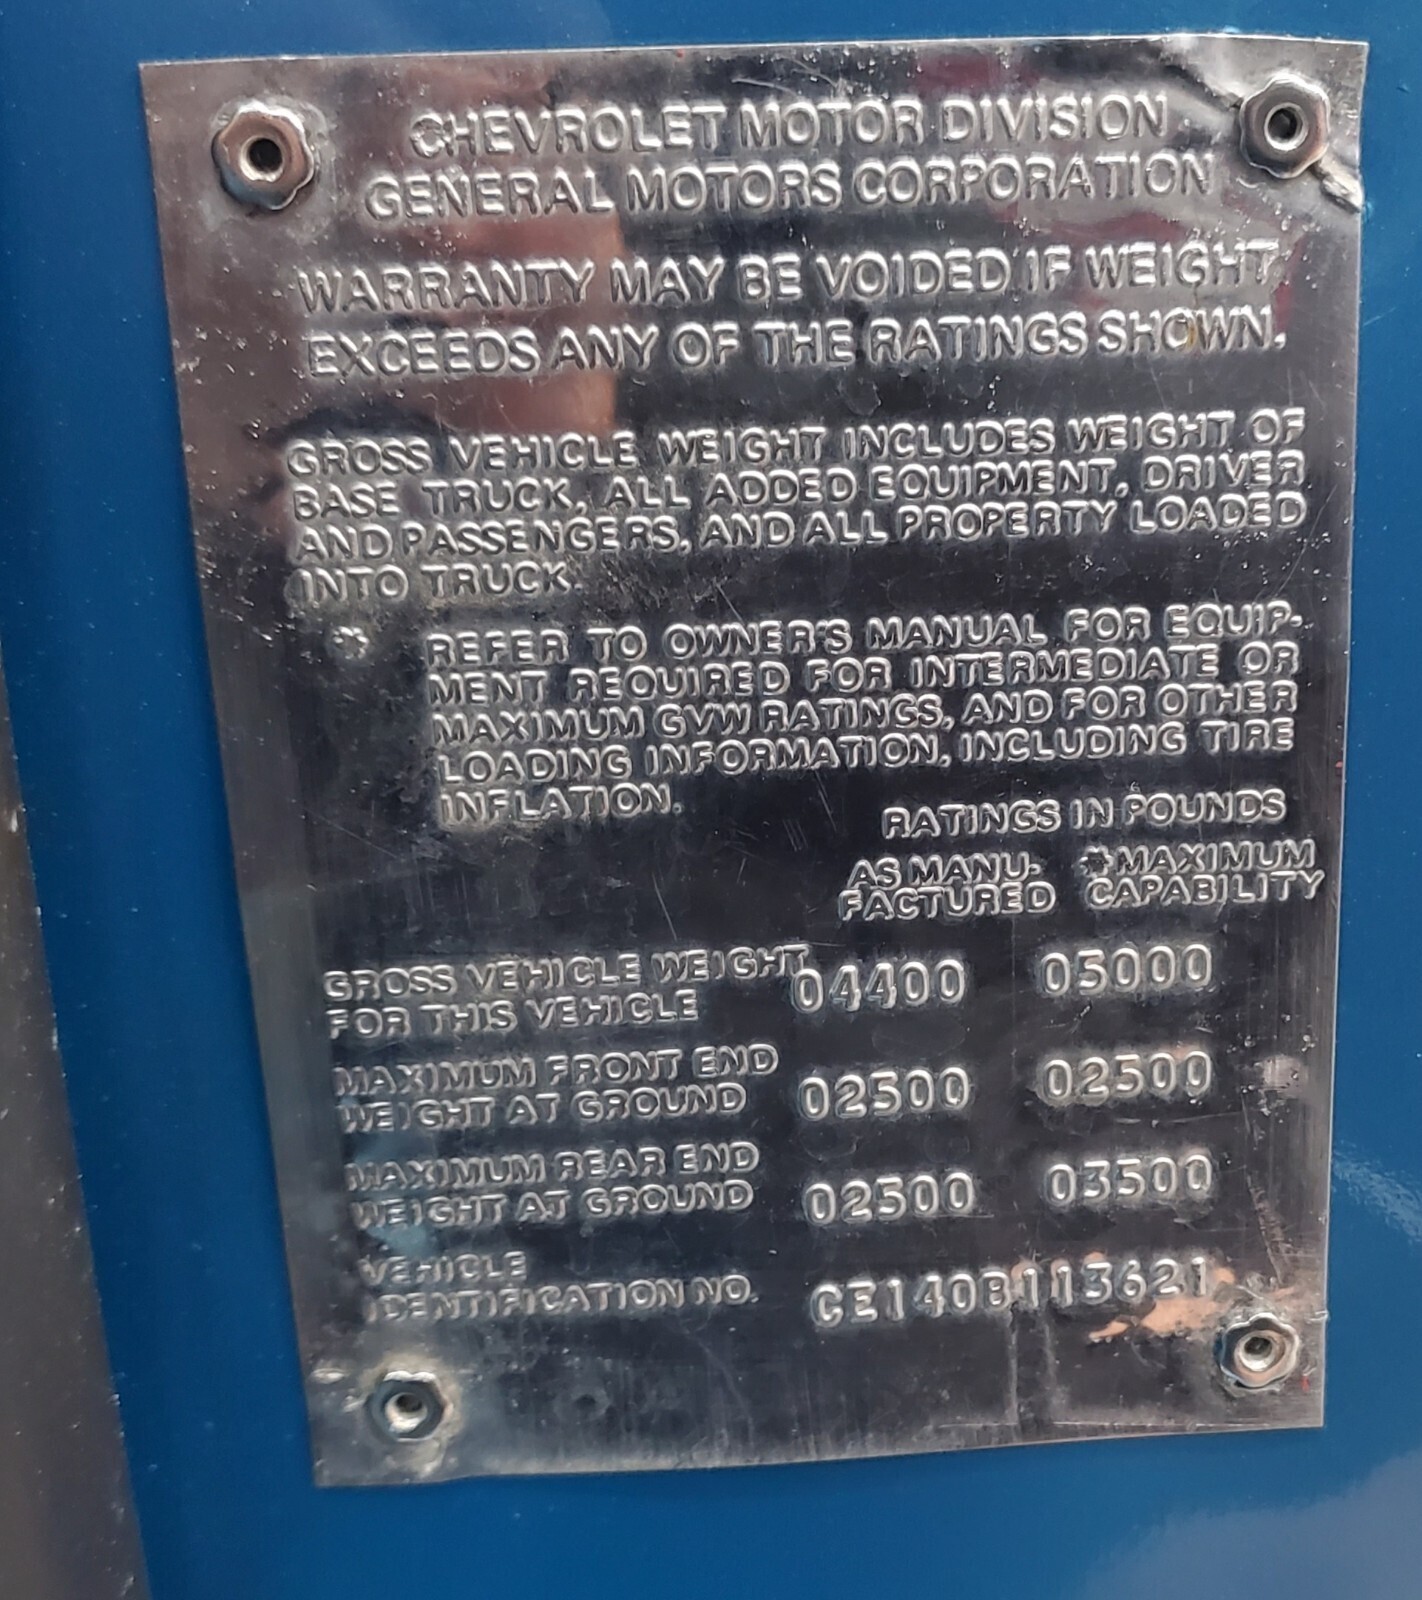 CHEVROLET MOTOR DIVISION
GENERAL MOTORS CORPORATION
WARRANTY MAY BE VOIDED IF WEIGHT
EXCEEDS ANY OF THE RATINGS SHOWN.
GROSS VEHICLE WEIGHT INCLUDES WEIGHT OF
BASE TRUCK, ALL ADDED EQUIPMENT, DRIVER
AND PASSENGERS, AND ALL PROPERTY LOADED
INTO TRUCK.
* REFER TO OWNER'S MANUAL FOR EQUIP-
MENT REQUIRED FOR INTERMEDIATE OR
MAXIMUM GVW RATINGS, AND FOR OTHER
LOADING INFORMATION, INCLUDING TIRE
INFLATION.
RATINGS IN POUNDS
AS MANU- *MAXIMUM
FACTURED CAPABILITY
GROSS VEHICLE WEIGHT 04400 05000
FOR THIS VEHICLE
MAXIMUM FRONT END
WEIGHT AT GROUND 02500 02500
MAXIMUM REAR END
WEIGHT AT GROUND 02500 03500
VEHICLE
IDENTIFICATION NO. CE140B113621